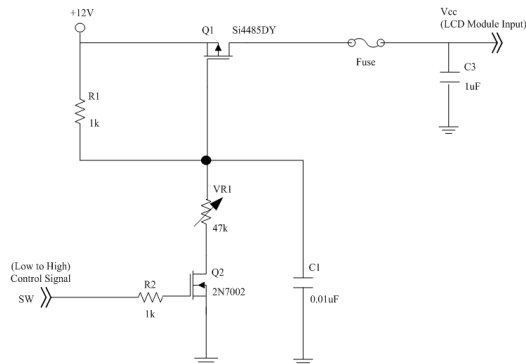 +12V
Q1
Si4485DY
Vcc
(LCD Module Input)
Fuse
C3
1uF
R1
1k
VR1
47k
(Low to High)
Control Signal
SW
R2
1k
Q2
2N7002
C1
0.01uF